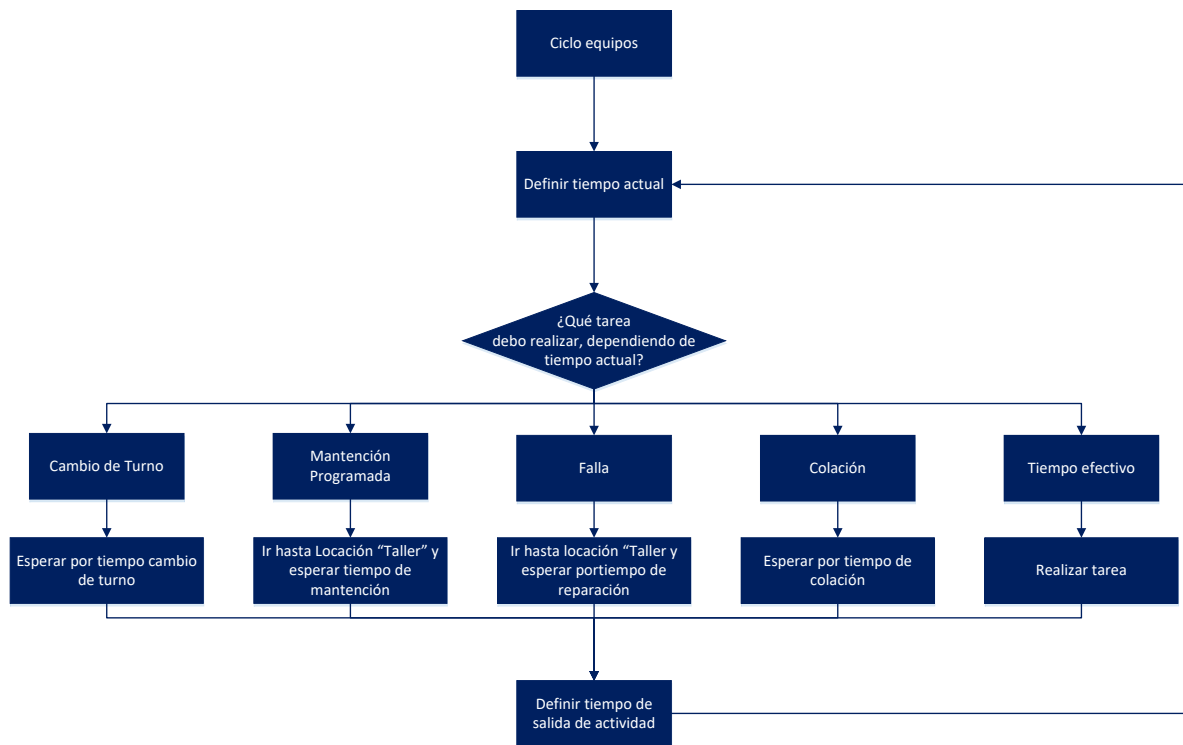 Ciclo equipos
Definir tiempo actual
¿Qué tarea
debo realizar, dependiendo de
tiempo actual?
Cambio de Turno
Mantención
Programada
Falla
Colación
Tiempo efectivo
Esperar por tiempo cambio
de turno
Ir hasta Locación “Taller” y
esperar tiempo de
mantención
Ir hasta locación “Taller y
esperar portiempo de
reparación
Esperar por tiempo de
colación
Realizar tarea
Definir tiempo de
salida de actividad